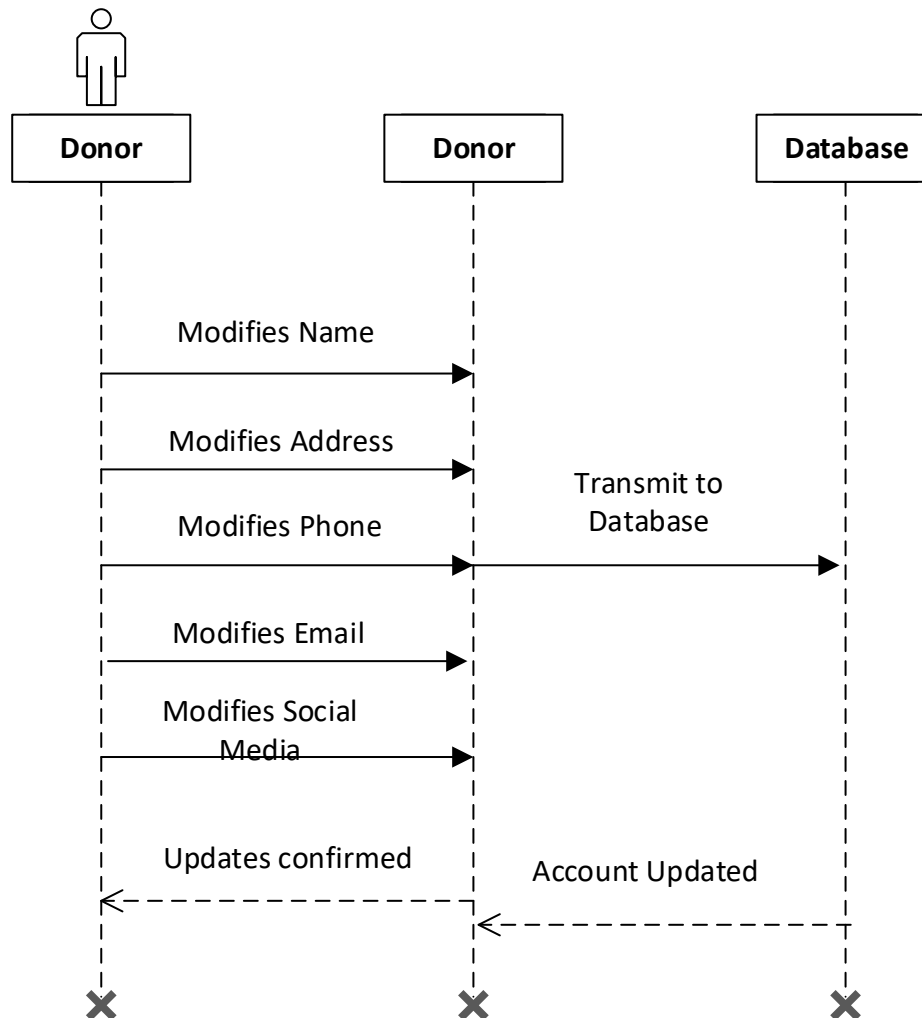 Donor
Donor
Database
Modifies Name
Modifies Address
Transmit to
Database
Modifies Phone
Modifies Email
Modifies Social
Media
Updates confirmed
Account Updated